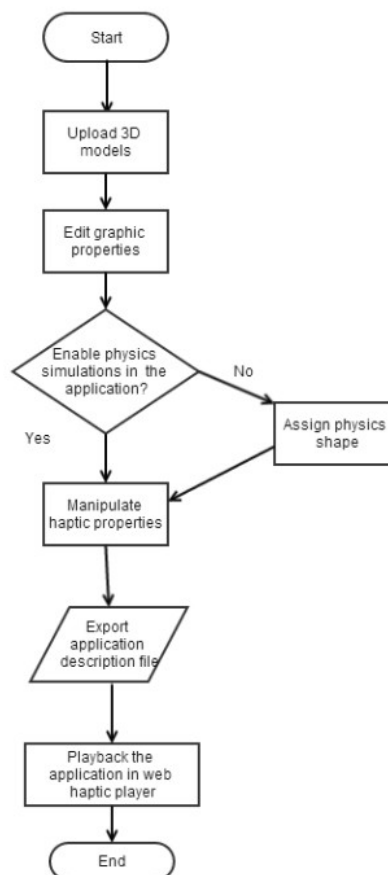 Start
Upload 3D
models
Edit graphic
properties
Enable physics
simulations in the
application?
No
Yes
Assign physics
shape
Manipulate
haptic properties
Export
application
description file
Playback the
application in web
haptic player
End